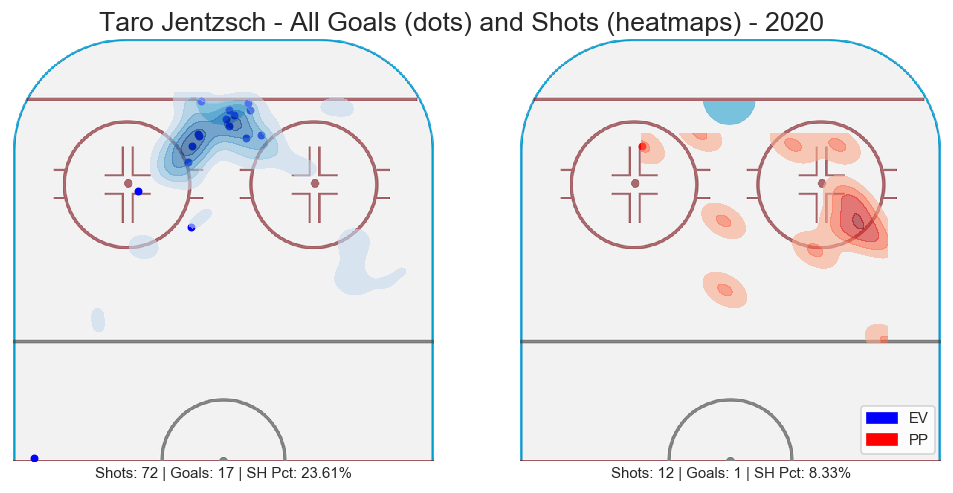 Taro Jentzsch - All Goals (dots) and Shots (heatmaps) - 2020
EV
PP
Shots: 72 | Goals: 17 | SH Pct: 23.61%
Shots: 12 | Goals: 1 | SH Pct: 8.33%